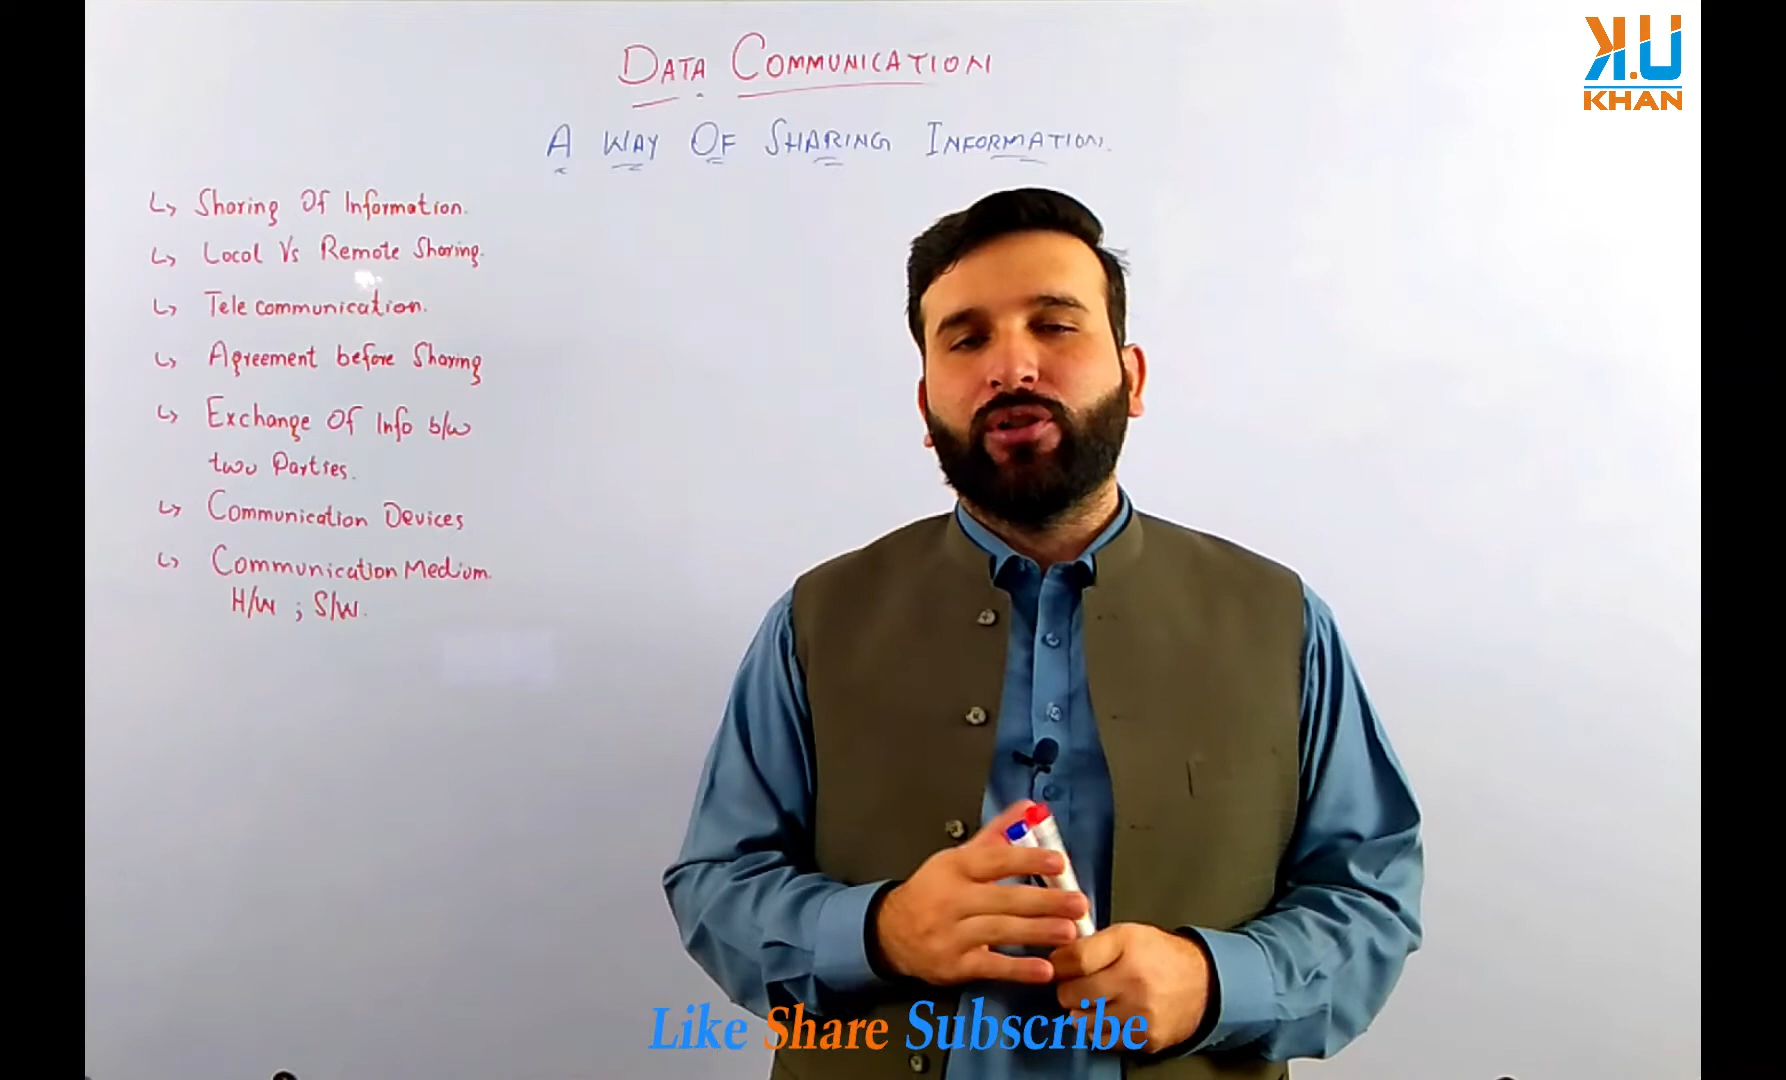 DATA COMMUNICATION
A WAY OF SHARING INFORMATION.
↳ Sharing Of Information.
↳ Local Vs Remote Sharing.
↳ Tele communication.
↳ Agreement before Sharing
↳ Exchange Of Info b/w
two Parties.
↳ Communication Devices
↳ Communication Medium.
H/W ; S/W.
K.U
KHAN
Like Share Subscribe